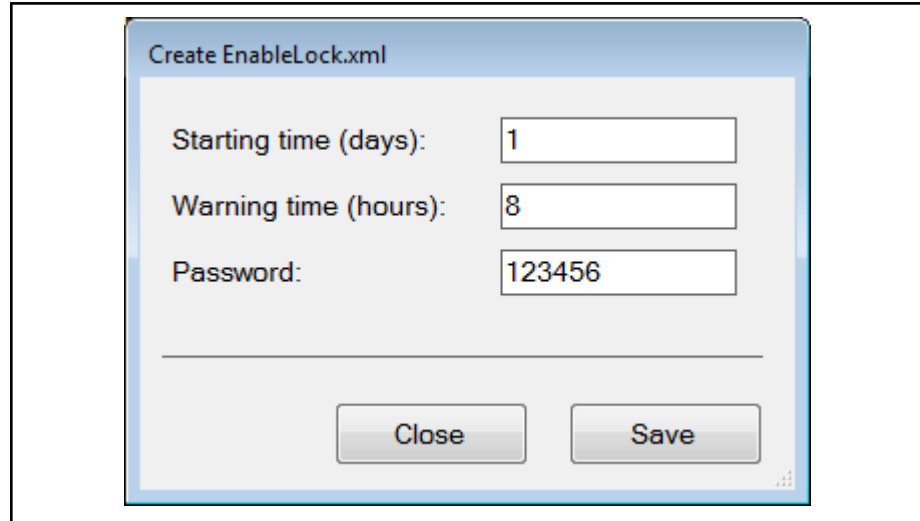 Create EnableLock.xml
Starting time (days): 1
Warning time (hours): 8
Password: 123456
Close Save